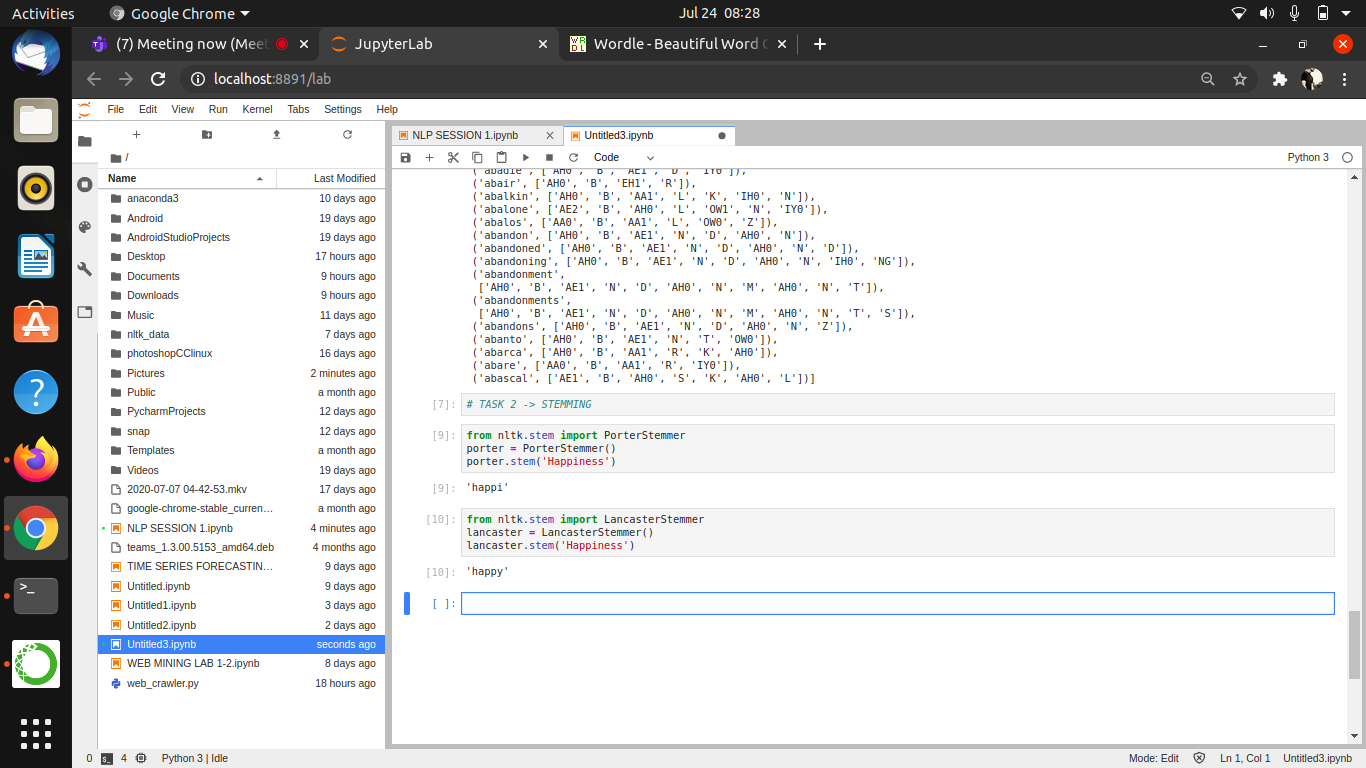 Activities
Google Chrome
Jul 24 08:28
(7) Meeting now (Meet
JupyterLab
Wordle - Beautiful Word C
localhost:8891/lab
File Edit View Run Kernel Tabs Settings Help
NLP SESSION 1.ipynb
Untitled3.ipynb
Code
Python 3
/
Name Last Modified
anaconda3 10 days ago
Android 19 days ago
AndroidStudioProjects 19 days ago
Desktop 17 hours ago
Documents 9 hours ago
Downloads 9 hours ago
Music 11 days ago
nltk_data 7 days ago
photoshopCClinux 16 days ago
Pictures 2 minutes ago
Public a month ago
PycharmProjects 12 days ago
snap 12 days ago
Templates a month ago
Videos 19 days ago
2020-07-07 04-42-53.mkv 17 days ago
google-chrome-stable_curren… a month ago
NLP SESSION 1.ipynb 4 minutes ago
teams_1.3.00.5153_amd64.deb 4 months ago
TIME SERIES FORECASTIN… 9 days ago
Untitled.ipynb 9 days ago
Untitled1.ipynb 3 days ago
Untitled2.ipynb 2 days ago
Untitled3.ipynb seconds ago
WEB MINING LAB 1-2.ipynb 8 days ago
web_crawler.py 18 hours ago
('abadie', ['AH0', 'B', 'AE1', 'D', 'IY0']),
('abair', ['AH0', 'B', 'EH1', 'R']),
('abalkin', ['AH0', 'B', 'AA1', 'L', 'K', 'IH0', 'N']),
('abalone', ['AE2', 'B', 'AH0', 'L', 'OW1', 'N', 'IY0']),
('abalos', ['AA0', 'B', 'AA1', 'L', 'OW0', 'Z']),
('abandon', ['AH0', 'B', 'AE1', 'N', 'D', 'AH0', 'N']),
('abandoned', ['AH0', 'B', 'AE1', 'N', 'D', 'AH0', 'N', 'D']),
('abandoning', ['AH0', 'B', 'AE1', 'N', 'D', 'AH0', 'N', 'IH0', 'NG']),
('abandonment',
['AH0', 'B', 'AE1', 'N', 'D', 'AH0', 'N', 'M', 'AH0', 'N', 'T']),
('abandonments',
['AH0', 'B', 'AE1', 'N', 'D', 'AH0', 'N', 'M', 'AH0', 'N', 'T', 'S']),
('abandons', ['AH0', 'B', 'AE1', 'N', 'D', 'AH0', 'N', 'Z']),
('abanto', ['AH0', 'B', 'AE1', 'N', 'T', 'OW0']),
('abarca', ['AH0', 'B', 'AA1', 'R', 'K', 'AH0']),
('abare', ['AA0', 'B', 'AA1', 'R', 'IY0']),
('abascal', ['AE1', 'B', 'AH0', 'S', 'K', 'AH0', 'L'])]
[7]: # TASK 2 -> STEMMING
[9]: from nltk.stem import PorterStemmer
porter = PorterStemmer()
porter.stem('Happiness')
[9]: 'happi'
[10]: from nltk.stem import LancasterStemmer
lancaster = LancasterStemmer()
lancaster.stem('Happiness')
[10]: 'happy'
[ ]:
0 4 Python 3 | Idle
Mode: Edit Ln 1, Col 1 Untitled3.ipynb